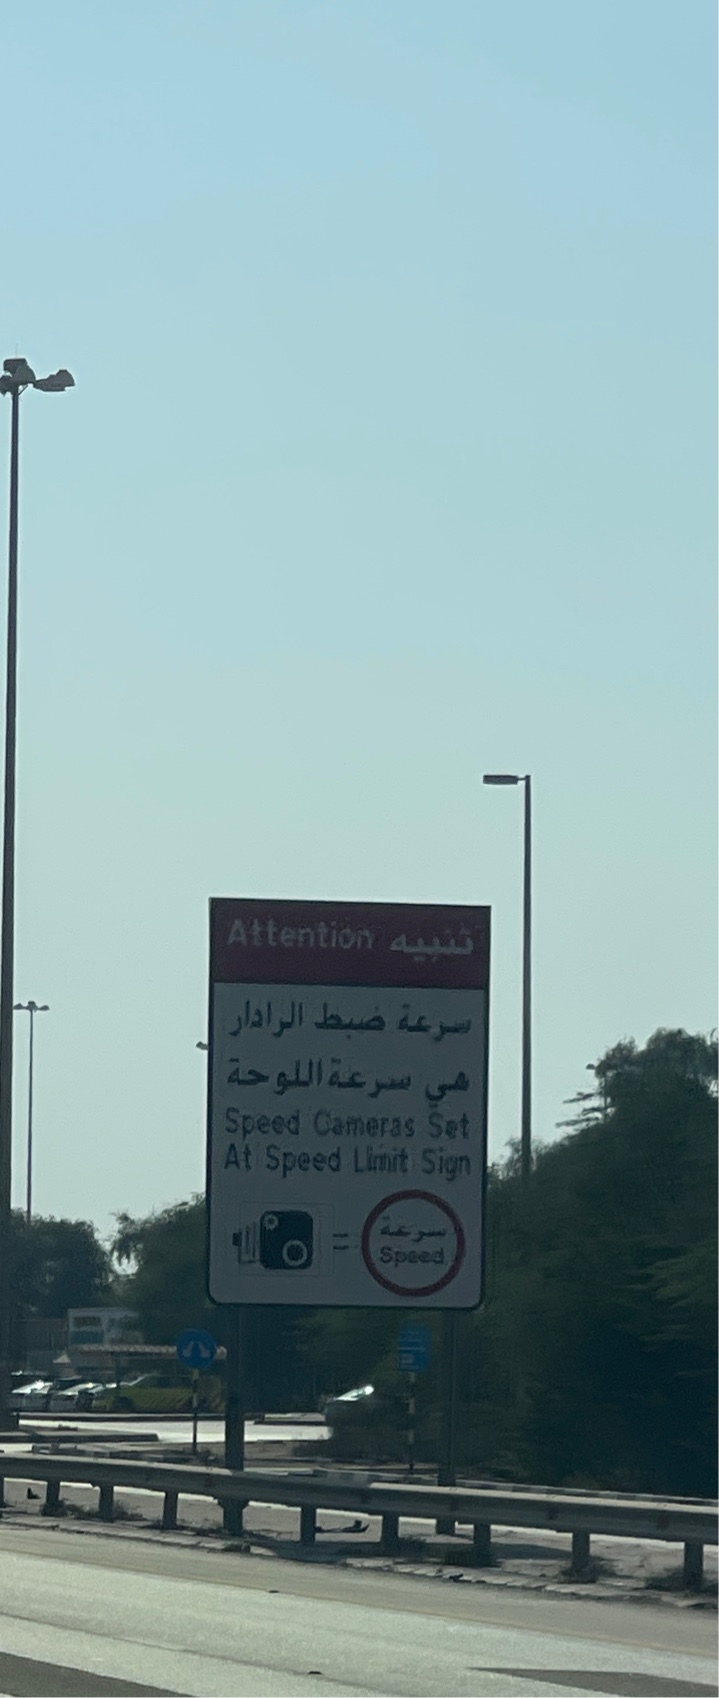 Attention تنبيه
سرعة ضبط الرادار
هي سرعة اللوحة
Speed Cameras Set
At Speed Limit Sign
=
سرعة
Speed